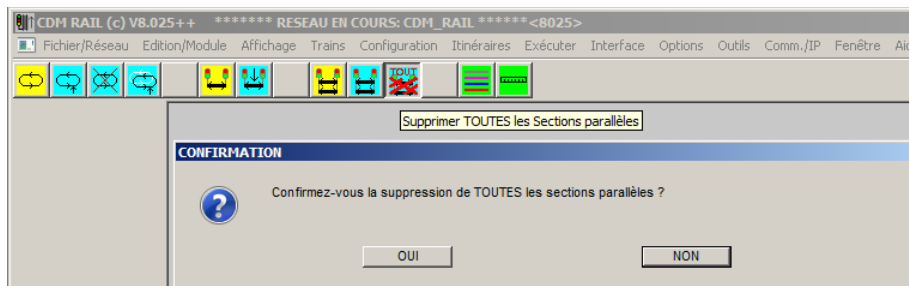 CDM RAIL (c) V8.025++ ******* RESEAU EN COURS: CDM_RAIL ******<8025>
Fichier/Réseau Edition/Module Affichage Trains Configuration Itinéraires Exécuter Interface Options Outils Comm./IP Fenêtre
TOUT
Supprimer TOUTES les Sections parallèles
CONFIRMATION
Confirmez-vous la suppression de TOUTES les sections parallèles ?
OUI NON